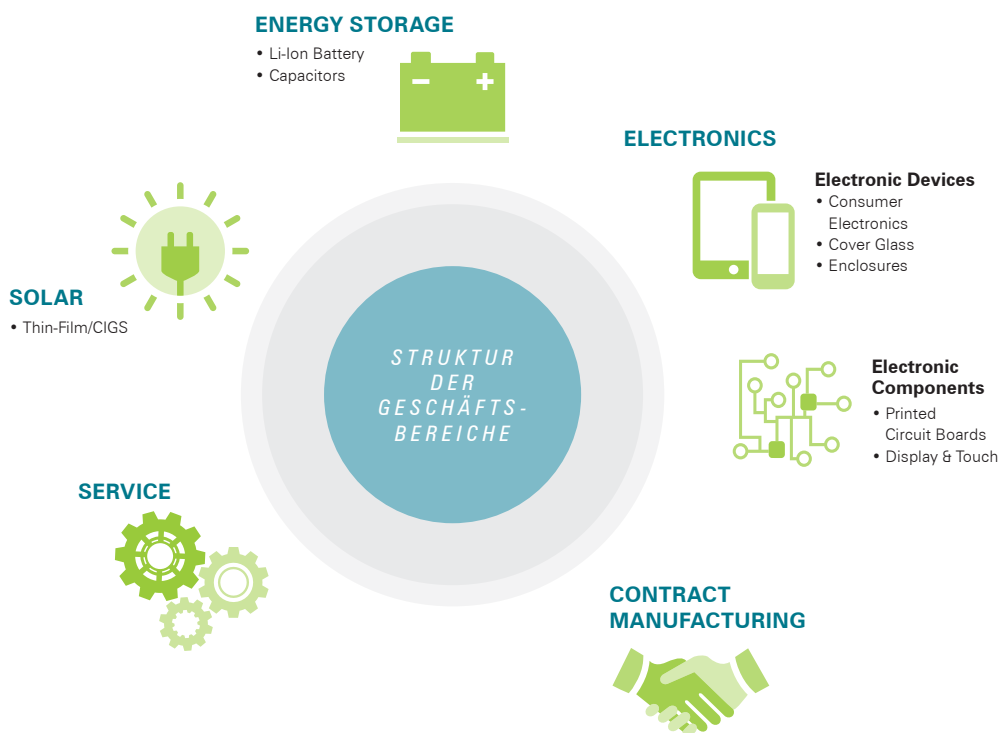 ENERGY STORAGE
• Li-Ion Battery
• Capacitors
ELECTRONICS
Electronic Devices
• Consumer
Electronics
• Cover Glass
• Enclosures
SOLAR
• Thin-Film/CIGS
STRUKTUR
DER
GESCHÄFTS-
BEREICHE
Electronic
Components
• Printed
Circuit Boards
• Display & Touch
SERVICE
CONTRACT
MANUFACTURING